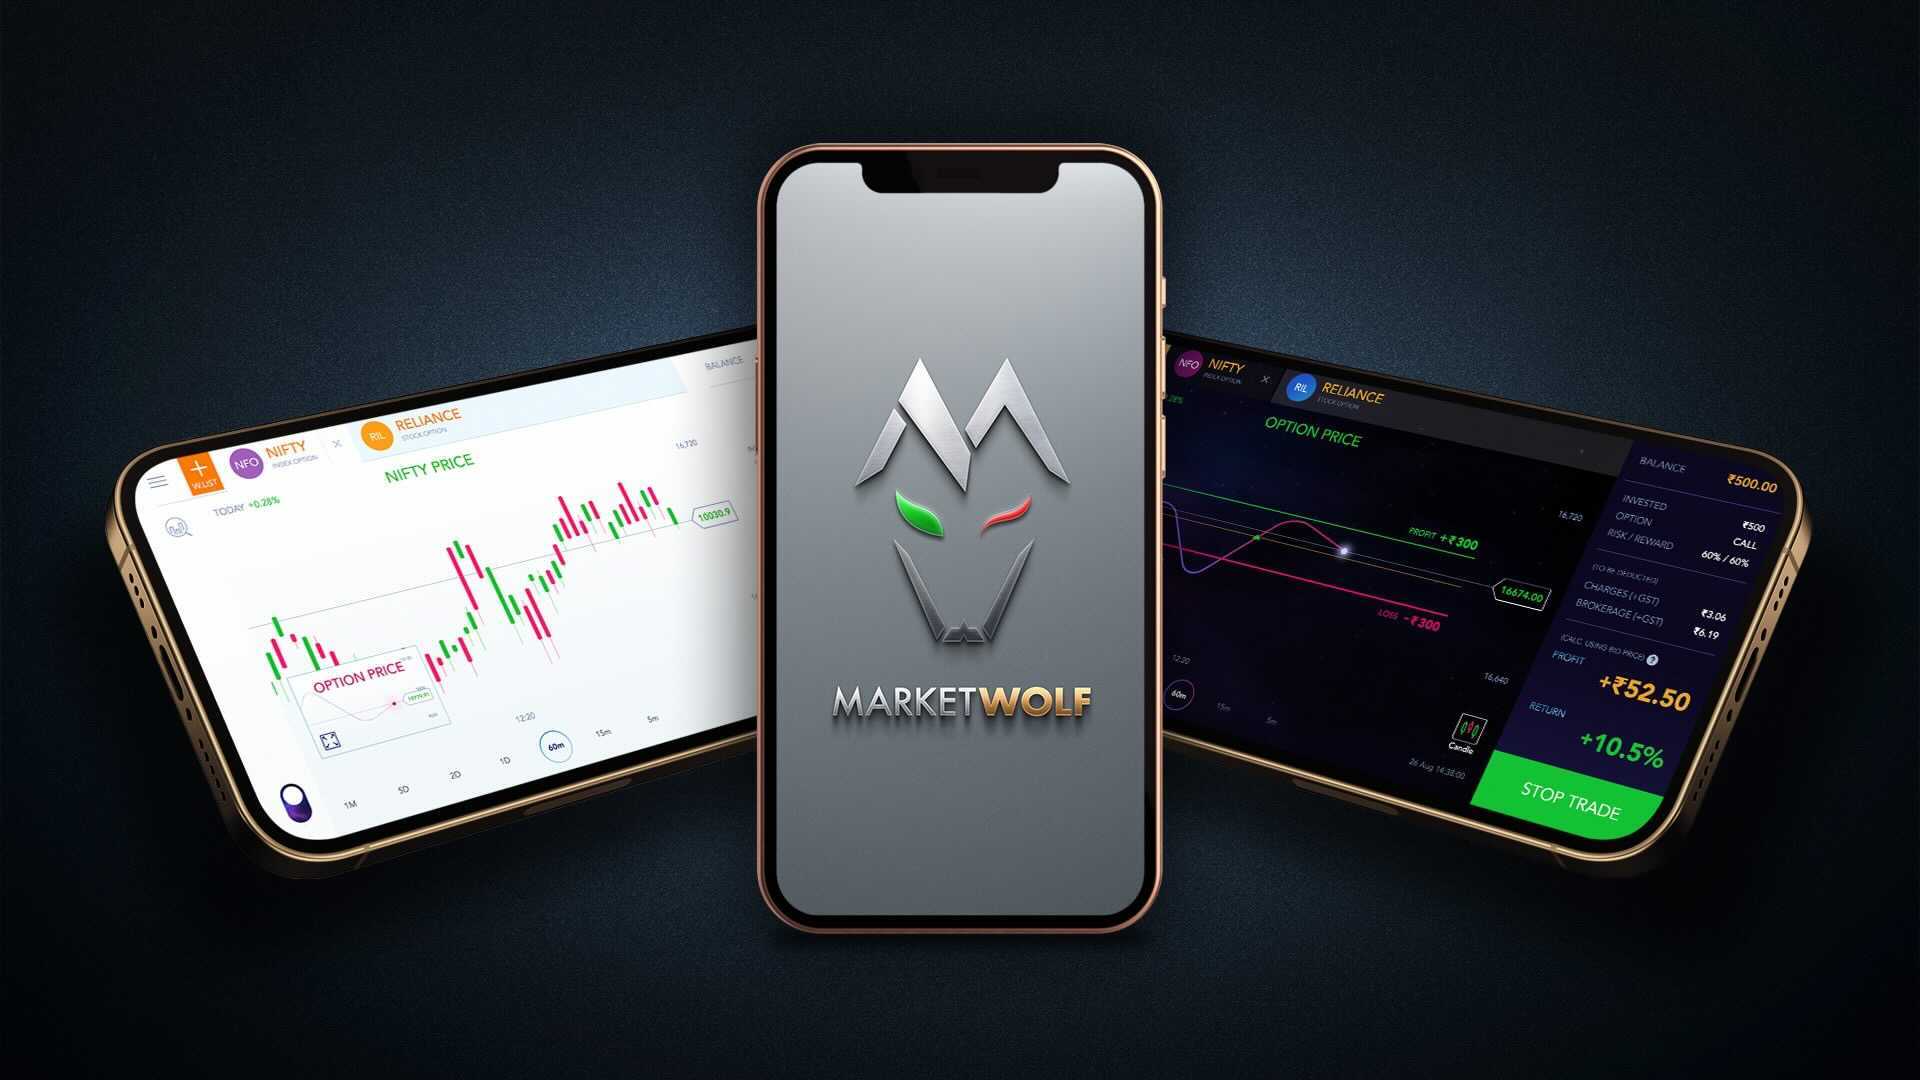 BALANCE
+
W.LIST
NFO
NIFTY
INDEX OPTION
X
RIL
RELIANCE
STOCK OPTION
TODAY +0.28%
NIFTY PRICE
16,720
10030.9
OPTION PRICE
12:20
1M
5D
2D
1D
60m
15m
5m
MARKETWOLF
NFO
NIFTY
INDEX OPTION
X
RIL
RELIANCE
STOCK OPTION
OPTION PRICE
16,720
PROFIT +₹300
16674.00
LOSS -₹300
12:20
16,640
60m
15m
5m
Candle
26 Aug 14:38:00
BALANCE ₹500.00
INVESTED ₹500
OPTION CALL
RISK / REWARD 60% / 60%
(TO BE DEDUCTED)
CHARGES (+GST) ₹3.06
BROKERAGE (+GST) ₹6.19
(CALC. USING BID PRICE) ?
PROFIT
+₹52.50
RETURN
+10.5%
STOP TRADE